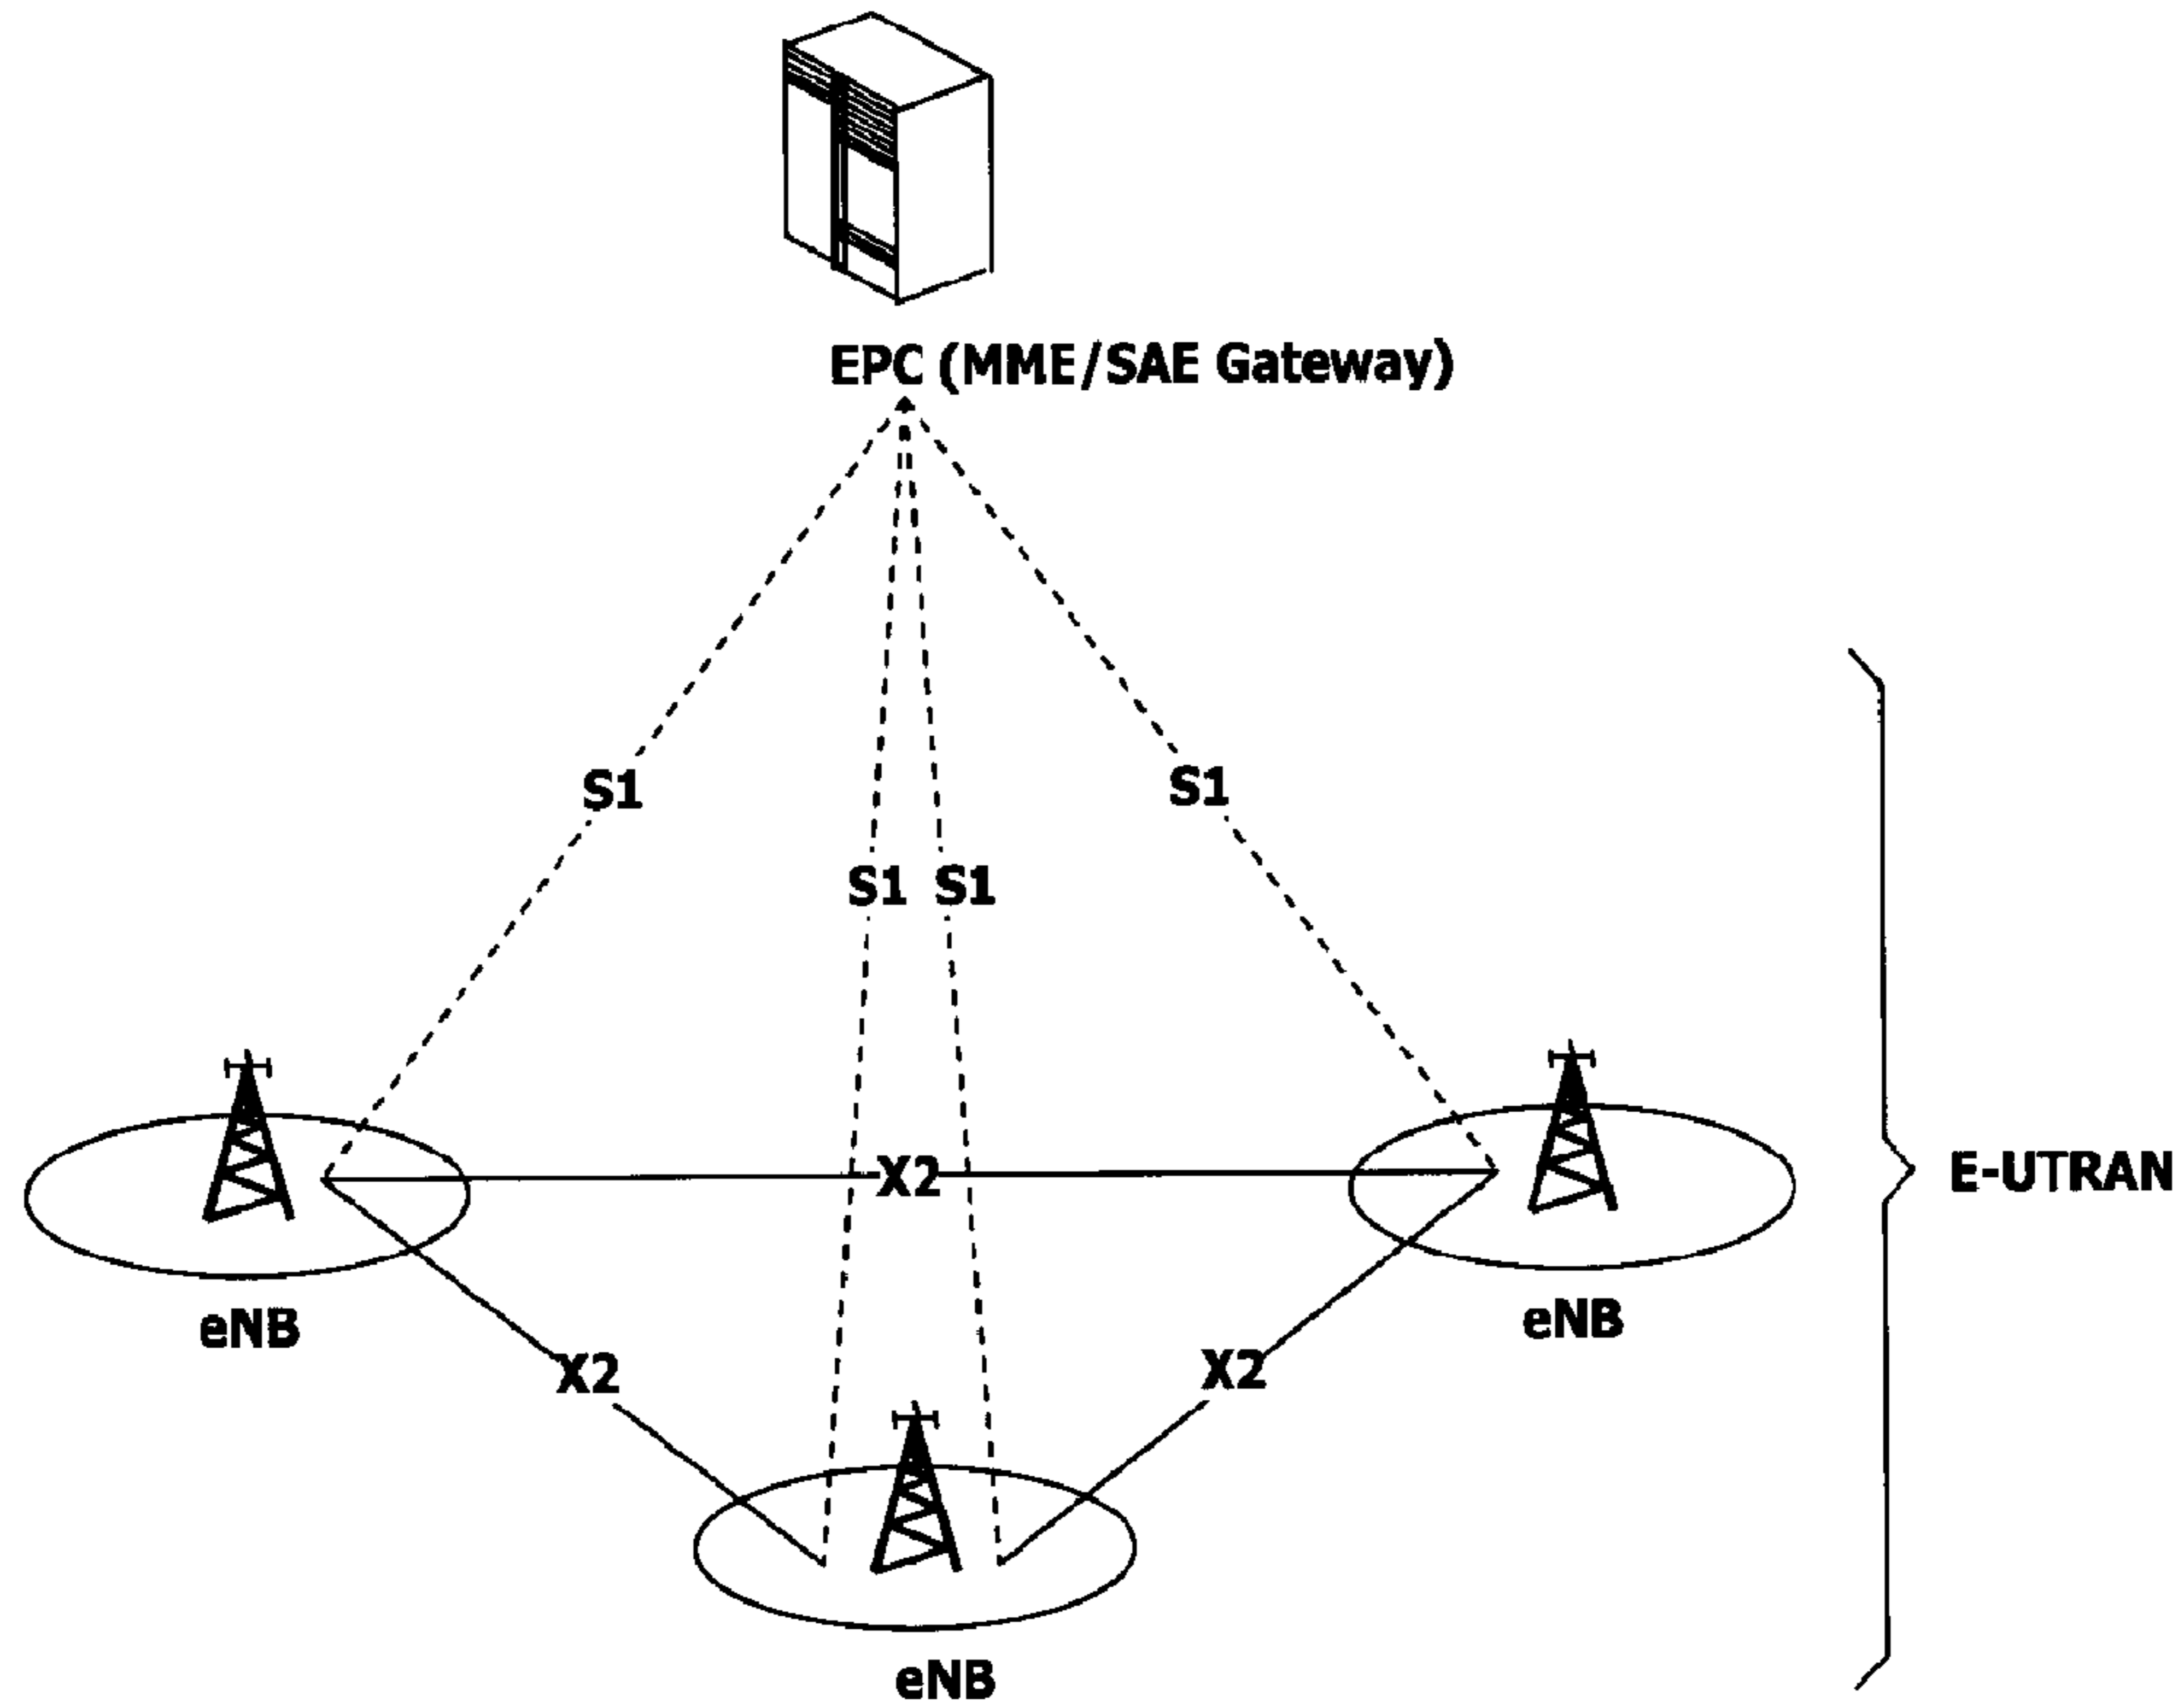 EPC (MME/SAE Gateway)
S1
S1
S1 S1
X2
E-UTRAN
eNB
eNB
X2
X2
eNB